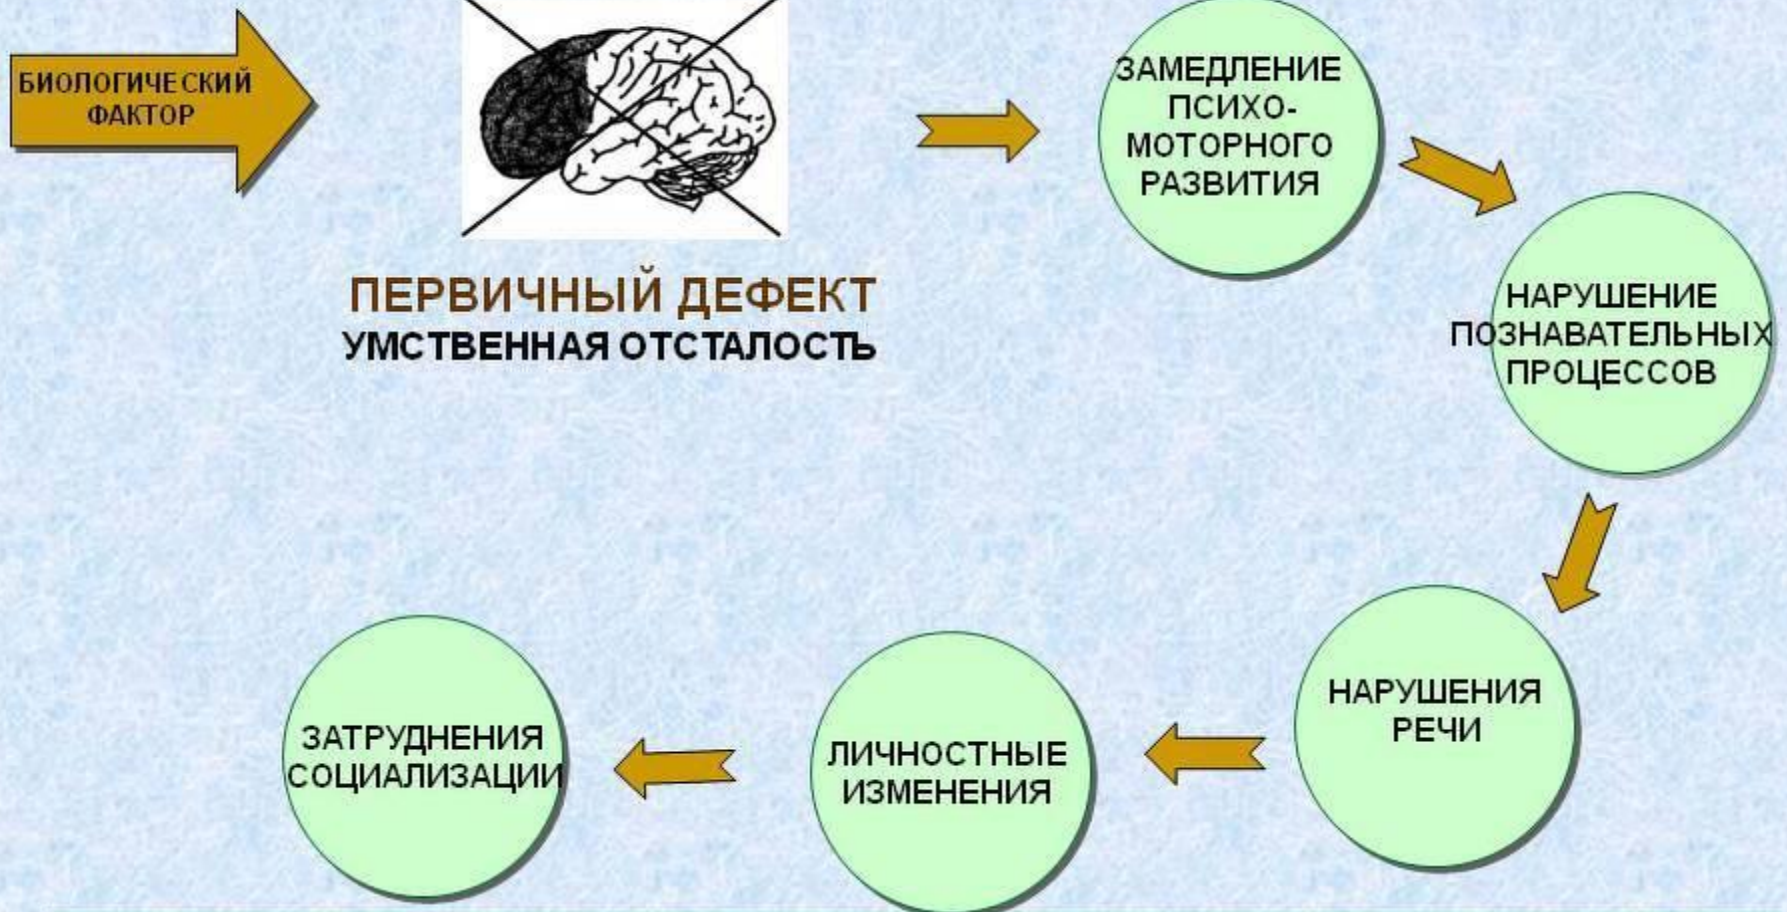 БИОЛОГИЧЕСКИЙ
ФАКТОР
ПЕРВИЧНЫЙ ДЕФЕКТ
УМСТВЕННАЯ ОТСТАЛОСТЬ
ЗАМЕДЛЕНИЕ
ПСИХО-
МОТОРНОГО
РАЗВИТИЯ
НАРУШЕНИЕ
ПОЗНАВАТЕЛЬНЫХ
ПРОЦЕССОВ
НАРУШЕНИЯ
РЕЧИ
ЛИЧНОСТНЫЕ
ИЗМЕНЕНИЯ
ЗАТРУДНЕНИЯ
СОЦИАЛИЗАЦИИ